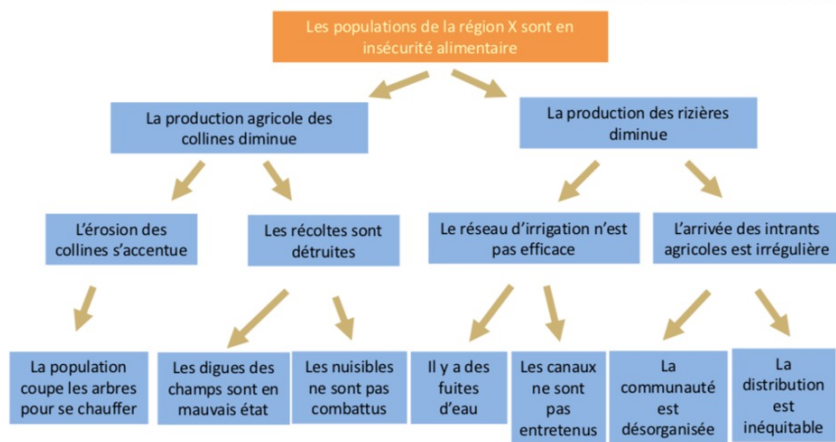 Les populations de la région X sont en
insécurité alimentaire
La production agricole des
collines diminue
La production des rizières
diminue
L'érosion des
collines s'accentue
Les récoltes sont
détruites
Le réseau d'irrigation n'est
pas efficace
L'arrivée des intrants
agricoles est irrégulière
La population
coupe les arbres
pour se chauffer
Les digues des
champs sont en
mauvais état
Les nuisibles
ne sont pas
combattus
Il y a des
fuites
d'eau
Les canaux
ne sont
pas
entretenus
La
communauté
est
désorganisée
La
distribution
est
inéquitable